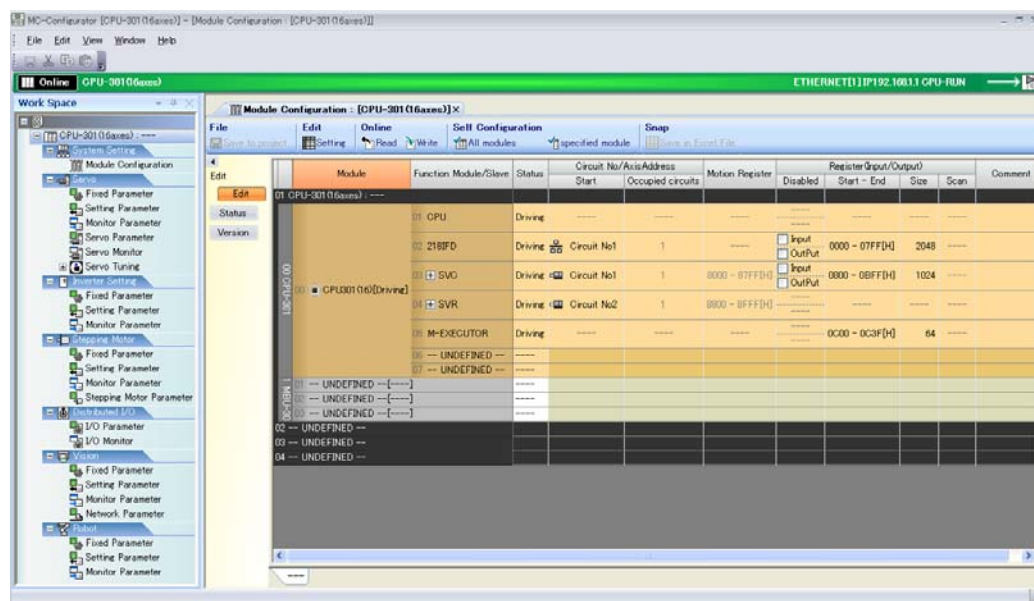 MC-Configurator [CPU-301(16axes)] - [Module Configuration : [CPU-301(16axes)]]
File Edit View Window Help
Online CPU-301(16axes) ETHERNET[1] IP192.168.1.1 CPU-RUN
Work Space
CPU-301(16axes) : ----
System Setting
Module Configuration
Servo
Fixed Parameter
Setting Parameter
Monitor Parameter
Servo Parameter
Servo Monitor
Servo Tuning
Inverter Setting
Fixed Parameter
Setting Parameter
Monitor Parameter
Stepping Motor
Fixed Parameter
Setting Parameter
Monitor Parameter
Stepping Motor Parameter
Distributed I/O
I/O Parameter
I/O Monitor
Vision
Fixed Parameter
Setting Parameter
Monitor Parameter
Network Parameter
Robot
Fixed Parameter
Setting Parameter
Monitor Parameter
Module Configuration : [CPU-301(16axes)] ×
File Edit Online Self Configuration Snap
Save to project Setting Read Write All modules specified module Save in Excel File
Edit
Edit
Status
Version
Module Function Module/Slave Status Circuit No/AxisAddress Motion Register Register(Input/Output) Comment
Start Occupied circuits Disabled Start - End Size Scan
01 CPU-301(16axes) : ----
00 CPU-301
00 CPU301(16)[Driving]
01 CPU Driving ---- ---- ---- ---- ---- ---- ----
02 218IFD Driving Circuit No1 1 ---- Input OutPut 0000 - 07FF[H] 2048 ----
03 + SVC Driving Circuit No1 1 8000 - 87FF[H] Input OutPut 0800 - 0BFF[H] 1024 ----
04 + SVR Driving Circuit No2 1 8800 - 8FFF[H] ---- ---- ---- ----
05 M-EXECUTOR Driving ---- ---- ---- ---- 0C00 - 0C3F[H] 64 ----
06 -- UNDEFINED -- ----
07 -- UNDEFINED -- ----
01 -- UNDEFINED --[----] ----
02 -- UNDEFINED --[----] ----
03 -- UNDEFINED --[----] ----
02 -- UNDEFINED --
03 -- UNDEFINED --
04 -- UNDEFINED --
----